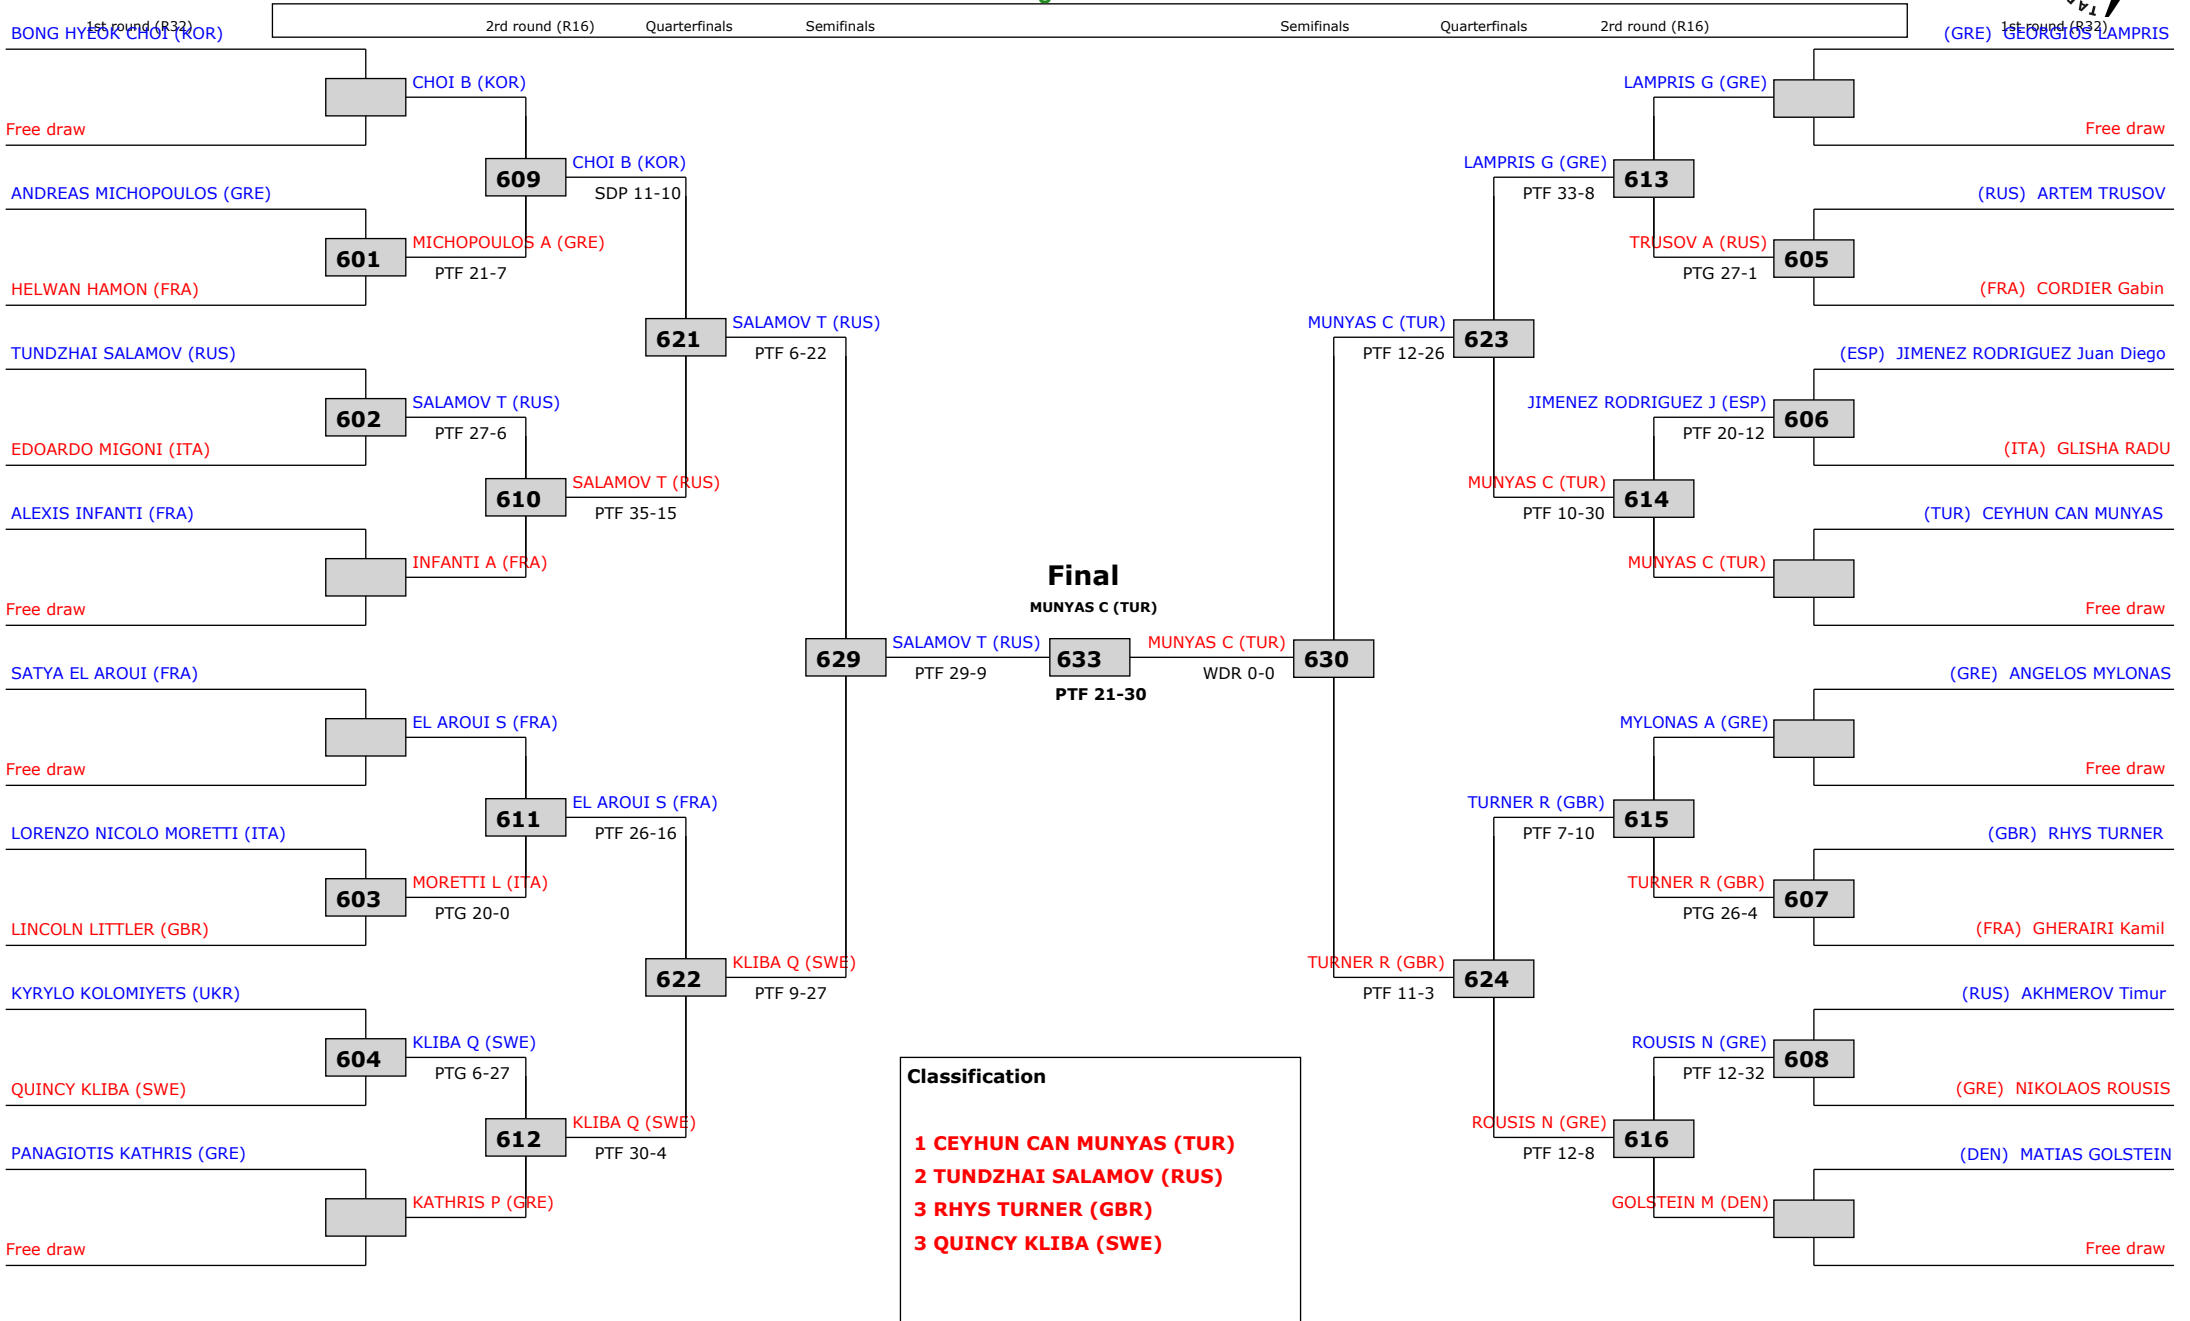 1st round (R32)
2nd round (R16)
Quarterfinals
Semifinals
Semifinals
Quarterfinals
2nd round (R16)
1st round (R32)
BONG HYEOK CHOI (KOR)
Free draw
ANDREAS MICHOPOULOS (GRE)
HELWAN HAMON (FRA)
TUNDZHAI SALAMOV (RUS)
EDOARDO MIGONI (ITA)
ALEXIS INFANTI (FRA)
Free draw
SATYA EL AROUI (FRA)
Free draw
LORENZO NICOLO MORETTI (ITA)
LINCOLN LITTLER (GBR)
KYRYLO KOLOMIYETS (UKR)
QUINCY KLIBA (SWE)
PANAGIOTIS KATHRIS (GRE)
Free draw
CHOI B (KOR)
601
MICHOPOULOS A (GRE)
PTF 21-7
602
SALAMOV T (RUS)
PTF 27-6
INFANTI A (FRA)
EL AROUI S (FRA)
603
MORETTI L (ITA)
PTG 20-0
604
KLIBA Q (SWE)
PTG 6-27
KATHRIS P (GRE)
609
CHOI B (KOR)
SDP 11-10
610
SALAMOV T (RUS)
PTF 35-15
611
EL AROUI S (FRA)
PTF 26-16
612
KLIBA Q (SWE)
PTF 30-4
621
SALAMOV T (RUS)
PTF 6-22
622
KLIBA Q (SWE)
PTF 9-27
629
SALAMOV T (RUS)
PTF 29-9
Final
MUNYAS C (TUR)
633
PTF 21-30
MUNYAS C (TUR)
WDR 0-0
630
MUNYAS C (TUR)
PTF 12-26
623
TURNER R (GBR)
PTF 11-3
624
LAMPRIS G (GRE)
PTF 33-8
613
MUNYAS C (TUR)
PTF 10-30
614
TURNER R (GBR)
PTF 7-10
615
ROUSIS N (GRE)
PTF 12-8
616
LAMPRIS G (GRE)
TRUSOV A (RUS)
PTG 27-1
605
JIMENEZ RODRIGUEZ J (ESP)
PTF 20-12
606
MUNYAS C (TUR)
MYLONAS A (GRE)
TURNER R (GBR)
PTG 26-4
607
ROUSIS N (GRE)
PTF 12-32
608
GOLSTEIN M (DEN)
(GRE) GEORGIOS LAMPRIS
Free draw
(RUS) ARTEM TRUSOV
(FRA) CORDIER Gabin
(ESP) JIMENEZ RODRIGUEZ Juan Diego
(ITA) GLISHA RADU
(TUR) CEYHUN CAN MUNYAS
Free draw
(GRE) ANGELOS MYLONAS
Free draw
(GBR) RHYS TURNER
(FRA) GHERAIRI Kamil
(RUS) AKHMEROV Timur
(GRE) NIKOLAOS ROUSIS
(DEN) MATIAS GOLSTEIN
Free draw
Classification
1 CEYHUN CAN MUNYAS (TUR)
2 TUNDZHAI SALAMOV (RUS)
3 RHYS TURNER (GBR)
3 QUINCY KLIBA (SWE)